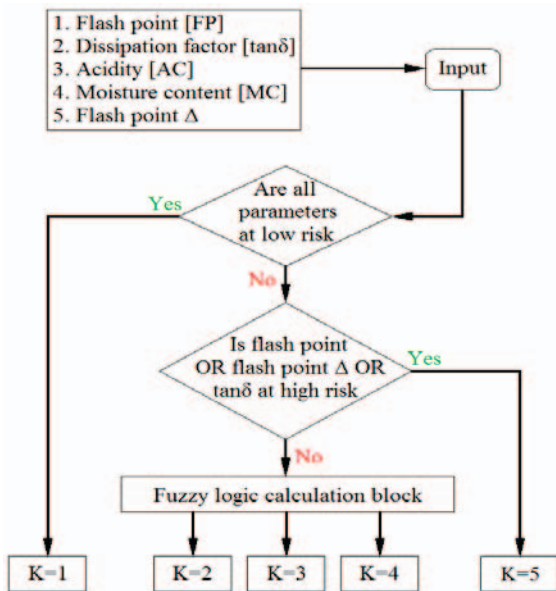 1. Flash point [FP]
2. Dissipation factor [tanδ]
3. Acidity [AC]
4. Moisture content [MC]
5. Flash point Δ
Input
Are all
parameters
at low risk
Yes
No
Is flash point
OR flash point Δ OR
tanδ at high risk
Yes
No
Fuzzy logic calculation block
K=1
K=2
K=3
K=4
K=5